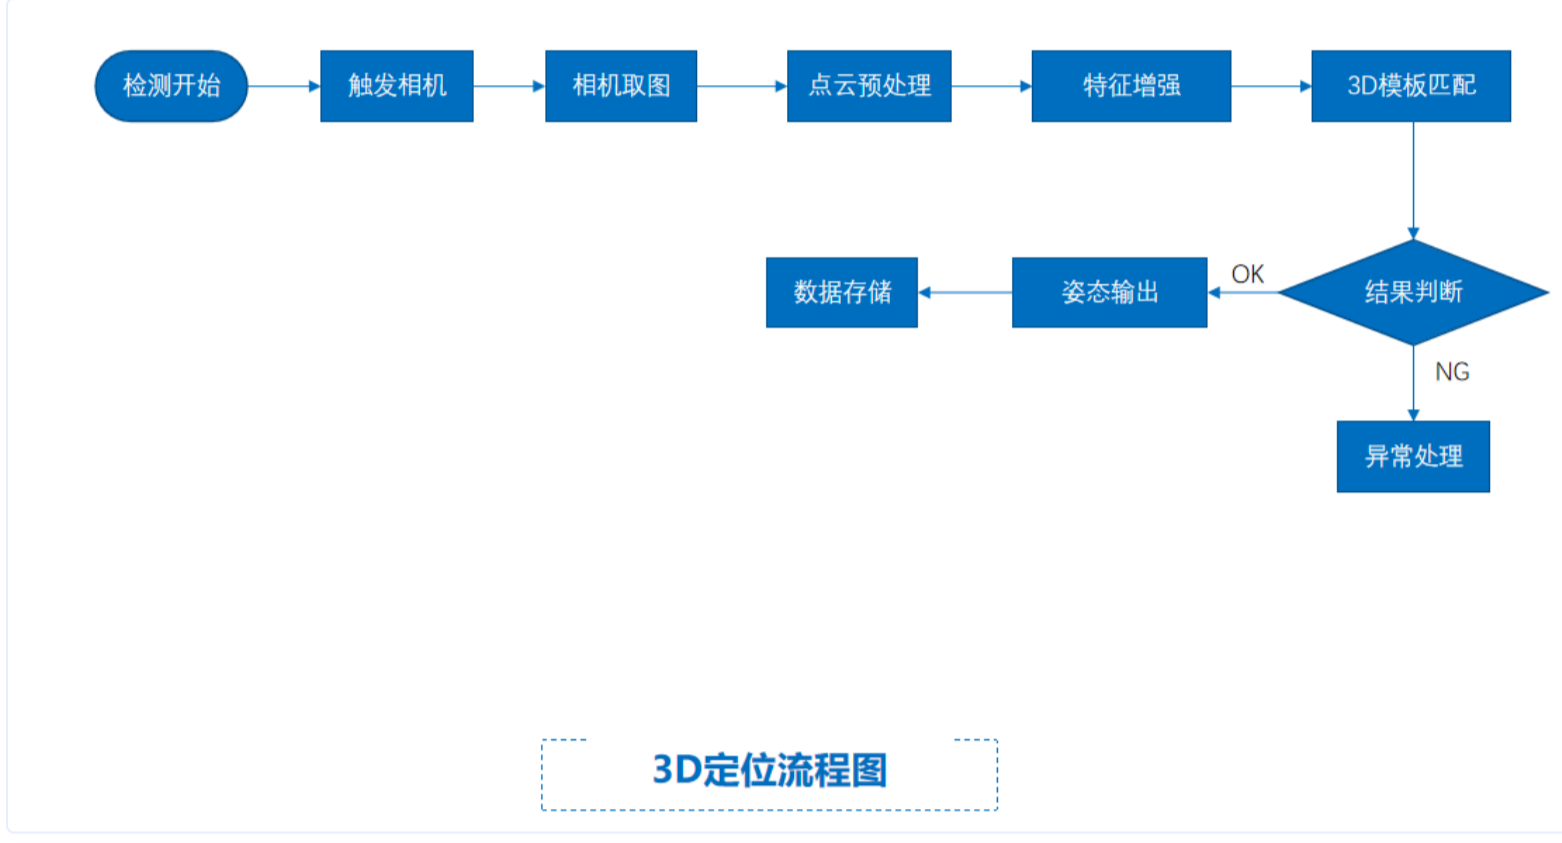 检测开始
触发相机
相机取图
点云预处理
特征增强
3D模板匹配
数据存储
姿态输出
OK
结果判断
NG
异常处理
3D定位流程图